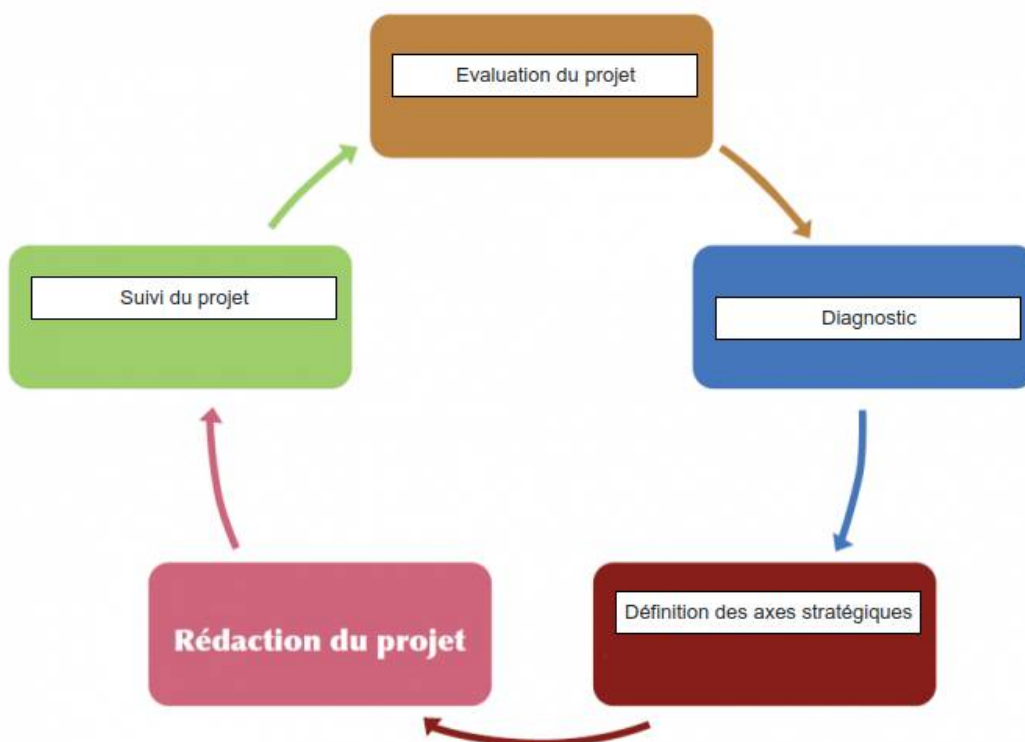 Evaluation du projet
Suivi du projet
Diagnostic
Définition des axes stratégiques
Rédaction du projet